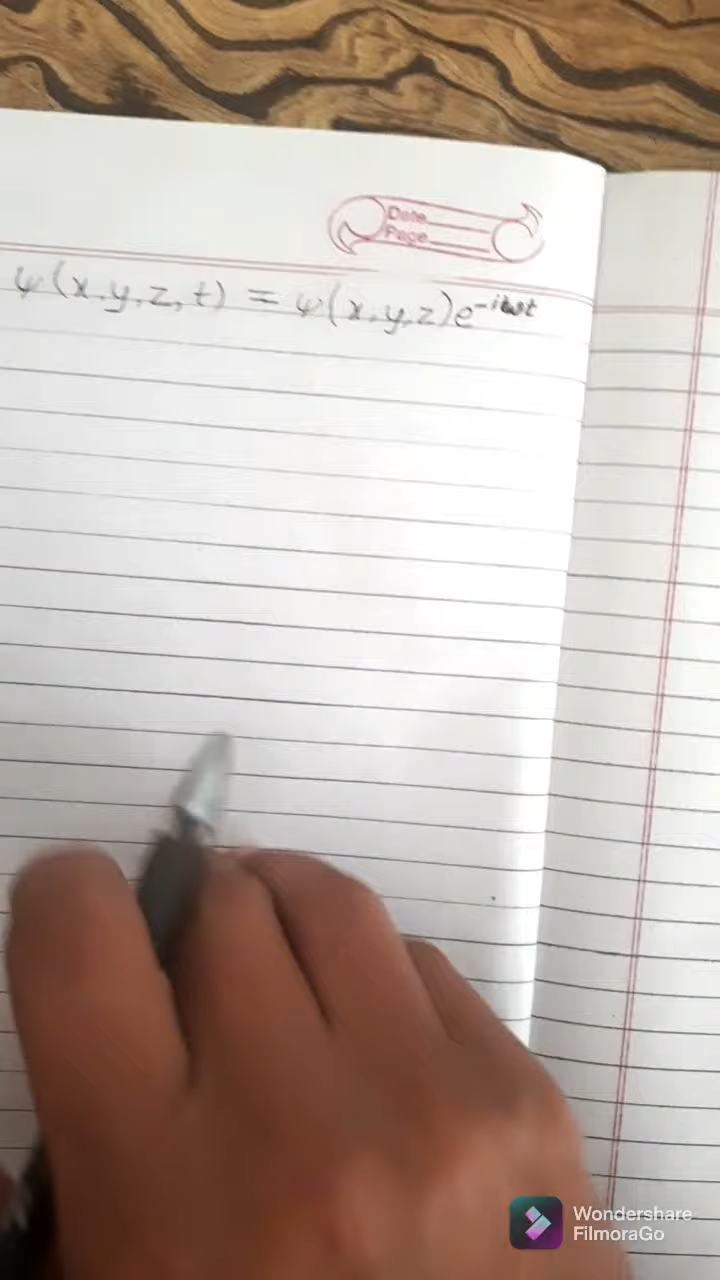 Date
Page
ψ(x,y,z,t) = ψ(x,y,z)e^-iωt
Wondershare
FilmoraGo